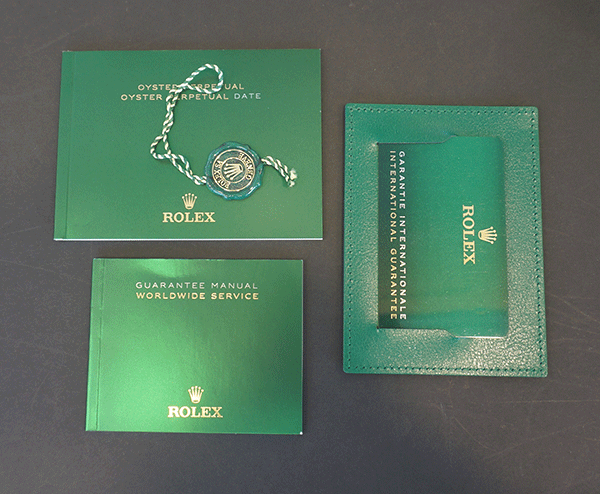 OYSTER PERPETUAL
OYSTER PERPETUAL DATE
ROLEX
GUARANTEE MANUAL
WORLDWIDE SERVICE
ROLEX
GARANTIE INTERNATIONALE
INTERNATIONAL GUARANTEE
ROLEX